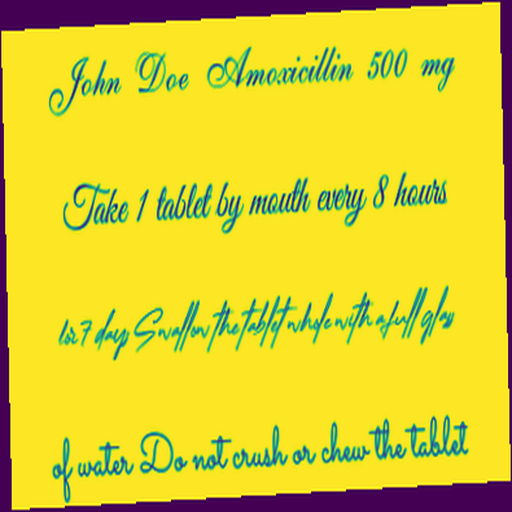 John Doe Amoxicillin 500 mg
Take 1 tablet by mouth every 8 hours
for 7 days Swallow the tablet whole with a full glass
of water Do not crush or chew the tablet